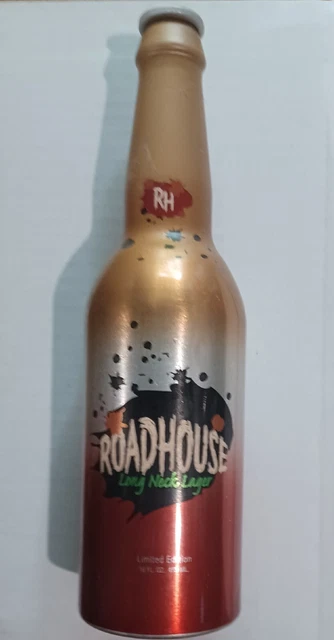 RH
ROADHOUSE
Long Neck Lager
Limited Edition